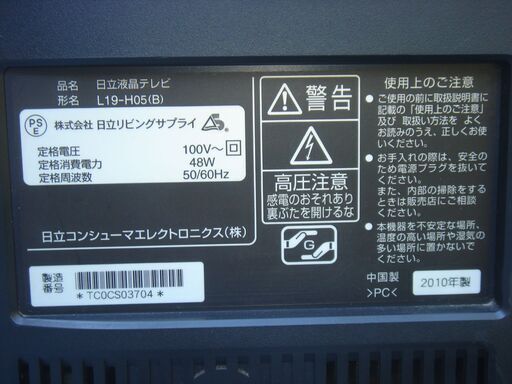 品名 日立液晶テレビ
形名 L19-H05(B)
PS
E
株式会社 日立リビングサプライ
定格電圧 100V～
定格消費電力 48W
定格周波数 50/60Hz
日立コンシューマエレクトロニクス(株)
製造
番号
*TC0CS03704*
警告
高圧注意
感電のおそれあり
裏ぶたを開けるな
G
使用上のご注意
●ご使用の前に取扱説明書に
記載の「使用上のご注意」
及び 取扱い方法を よく
お読みのうえ、正しくお使
いください。
●お手入れの際は、安全の
ため電源プラグを抜いてく
ださい。
また、内部の掃除をする
ときは販売店にご相談
ください。
●本機器を不安定な場所、
温度の高い場所や湿気の
多い場所に置かないで
ください。
中国製
>PC<
2010年製